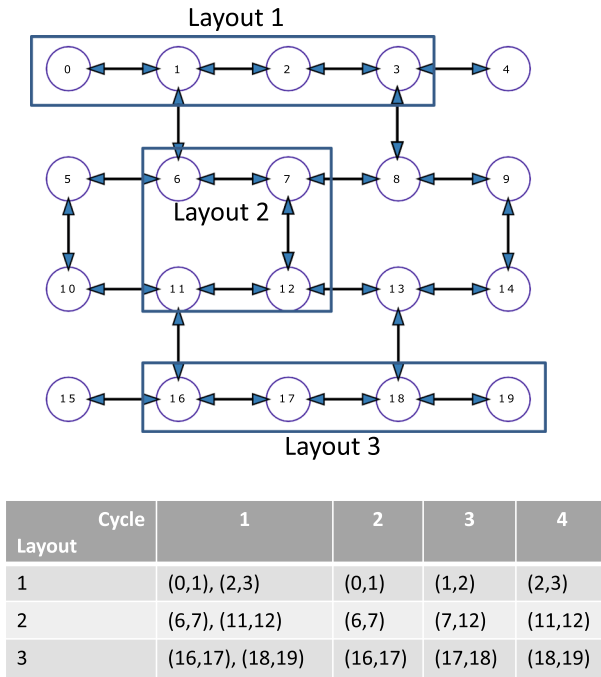 Layout 1
0 1 2 3 4
5 6 7 8 9
Layout 2
10 11 12 13 14
15 16 17 18 19
Layout 3
Cycle 1 2 3 4
Layout
1 (0,1), (2,3) (0,1) (1,2) (2,3)
2 (6,7), (11,12) (6,7) (7,12) (11,12)
3 (16,17), (18,19) (16,17) (17,18) (18,19)